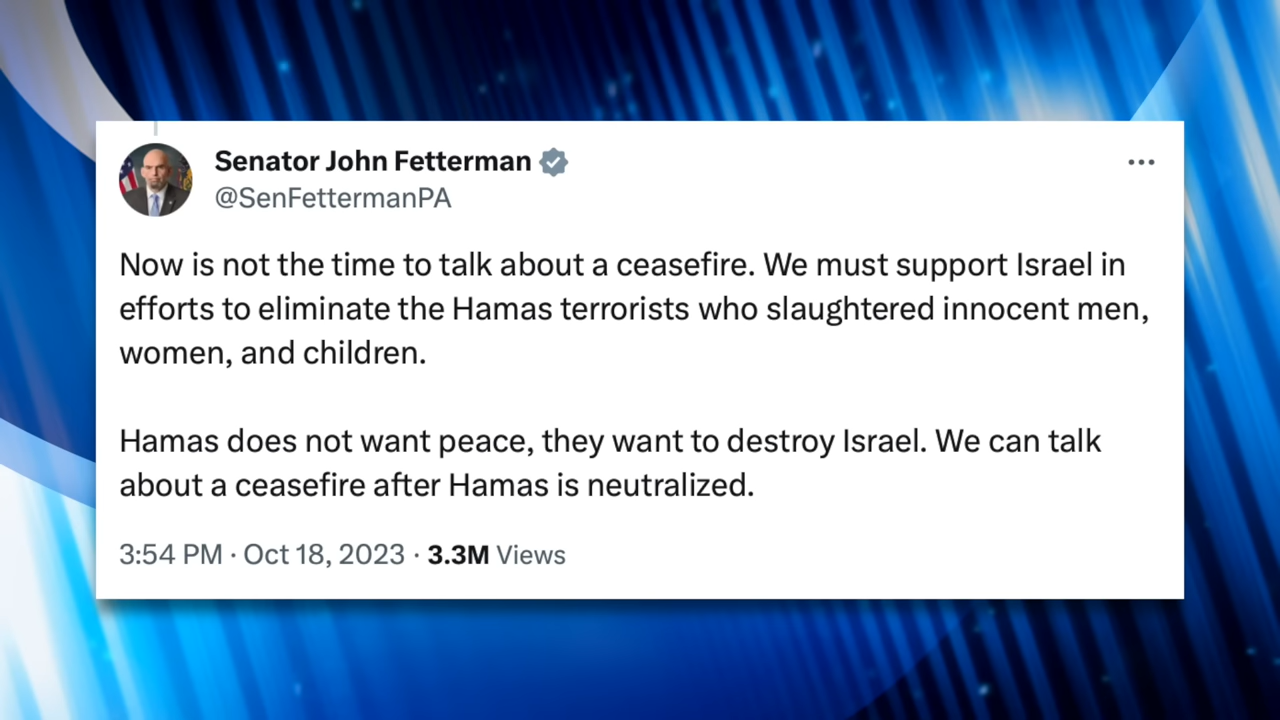 Senator John Fetterman
@SenFettermanPA
Now is not the time to talk about a ceasefire. We must support Israel in
efforts to eliminate the Hamas terrorists who slaughtered innocent men,
women, and children.
Hamas does not want peace, they want to destroy Israel. We can talk
about a ceasefire after Hamas is neutralized.
3:54 PM · Oct 18, 2023 · 3.3M Views